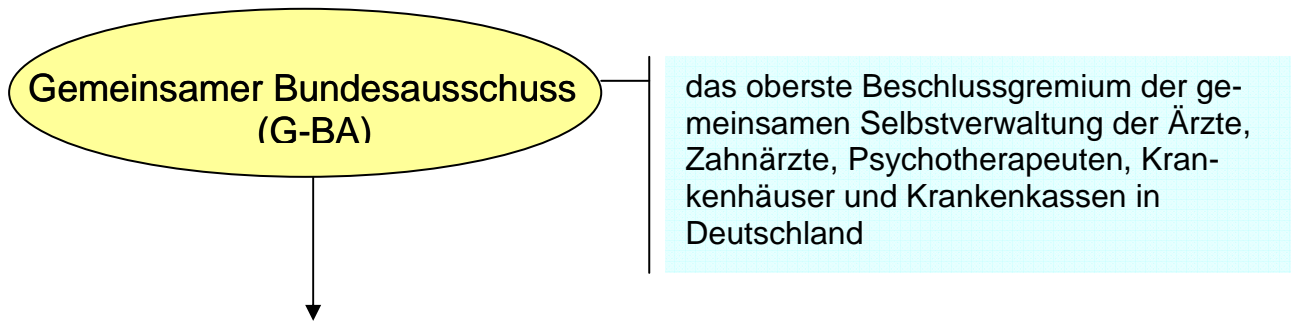 Gemeinsamer Bundesausschuss
(G-BA)
das oberste Beschlussgremium der ge-
meinsamen Selbstverwaltung der Ärzte,
Zahnärzte, Psychotherapeuten, Kran-
kenhäuser und Krankenkassen in
Deutschland